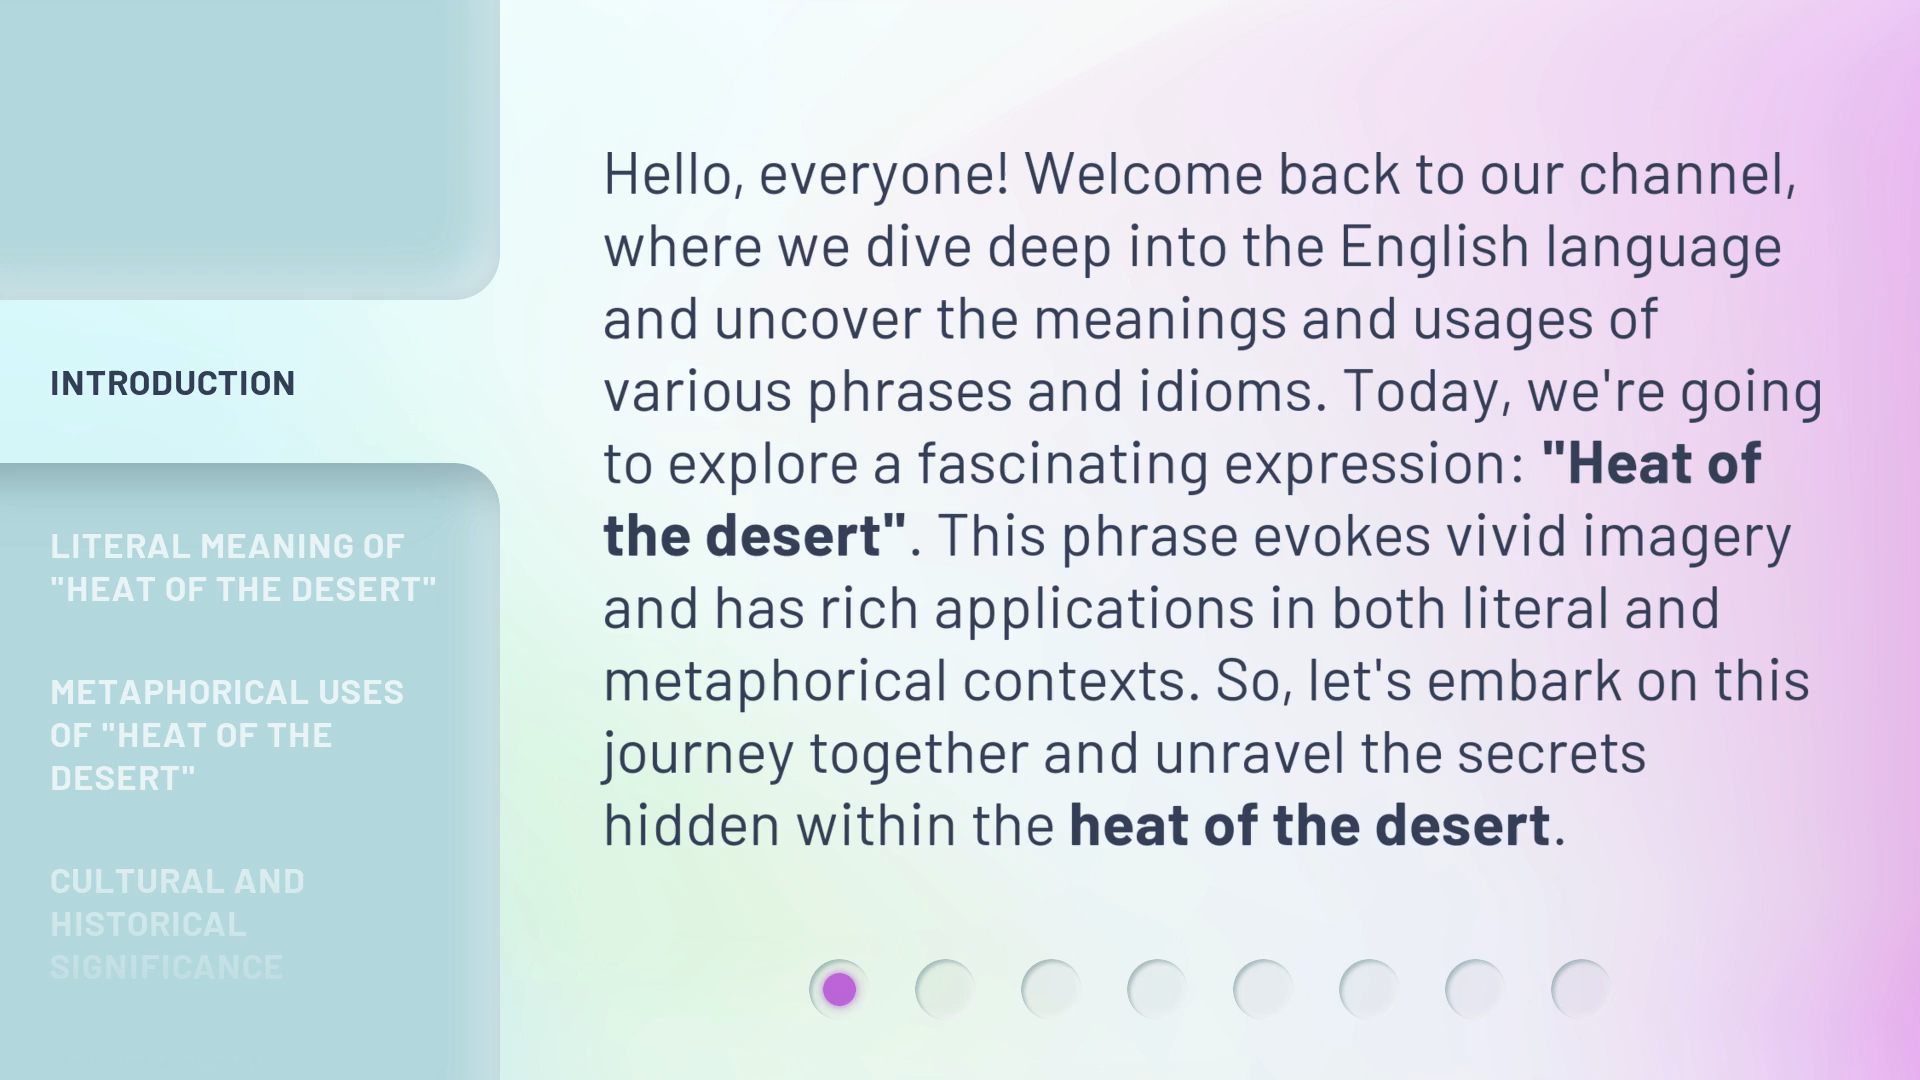 INTRODUCTION
LITERAL MEANING OF
"HEAT OF THE DESERT"
METAPHORICAL USES
OF "HEAT OF THE
DESERT"
CULTURAL AND
HISTORICAL
SIGNIFICANCE
Hello, everyone! Welcome back to our channel,
where we dive deep into the English language
and uncover the meanings and usages of
various phrases and idioms. Today, we're going
to explore a fascinating expression: "Heat of
the desert". This phrase evokes vivid imagery
and has rich applications in both literal and
metaphorical contexts. So, let's embark on this
journey together and unravel the secrets
hidden within the heat of the desert.